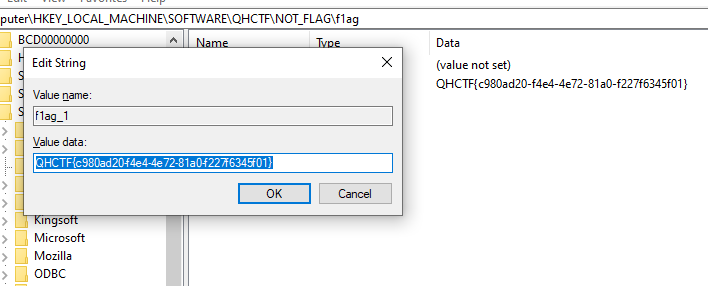 puter\HKEY_LOCAL_MACHINE\SOFTWARE\QHCTF\NOT_FLAG\f1ag
BCD00000000
Name
Type
Data
(value not set)
QHCTF{c980ad20-f4e4-4e72-81a0-f227f6345f01}
Edit String
Value name:
f1ag_1
Value data:
QHCTF{c980ad20-f4e4-4e72-81a0-f227f6345f01}
OK
Cancel
Kingsoft
Microsoft
Mozilla
ODBC